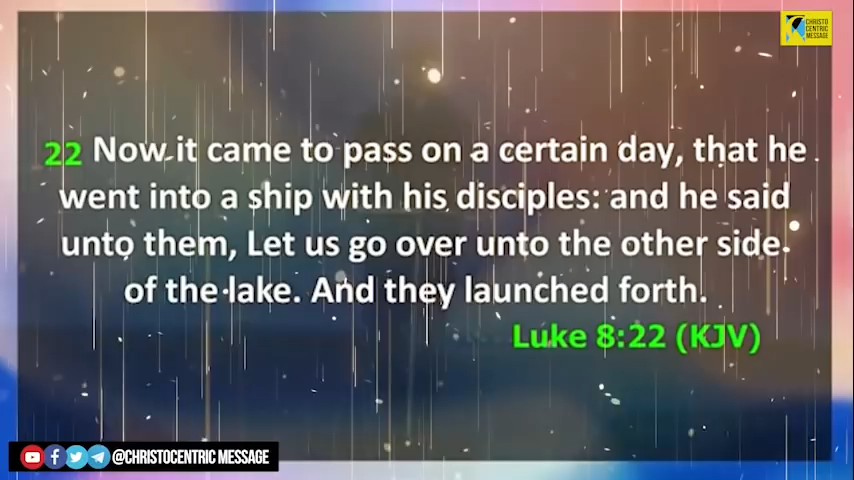 CHRISTO
CENTRIC
MESSAGE
22 Now it came to pass on a certain day, that he
went into a ship with his disciples: and he said
unto them, Let us go over unto the other side
of the lake. And they launched forth.
Luke 8:22 (KJV)
@CHRISTOCENTRIC MESSAGE